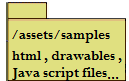 /assets/samples
html , drawables ,
Java script files...